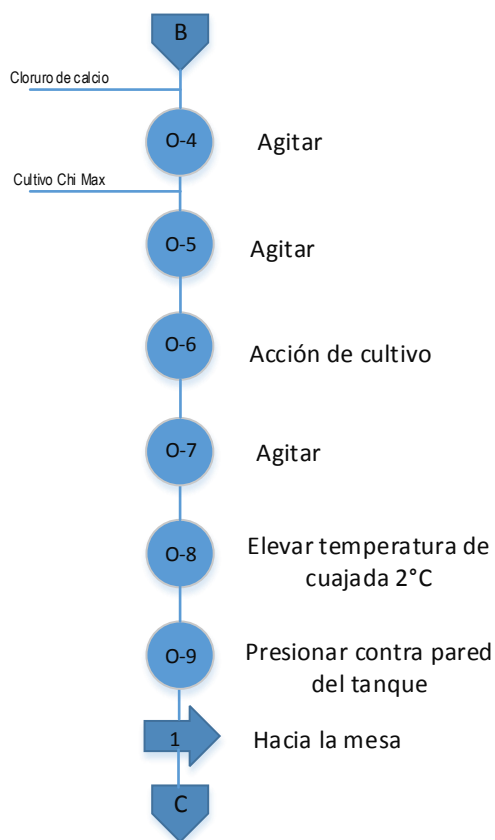 B
Cloruro de calcio
O-4 Agitar
Cultivo Chi Max
O-5 Agitar
O-6 Acción de cultivo
O-7 Agitar
O-8 Elevar temperatura de
cuajada 2°C
O-9 Presionar contra pared
del tanque
1 Hacia la mesa
C